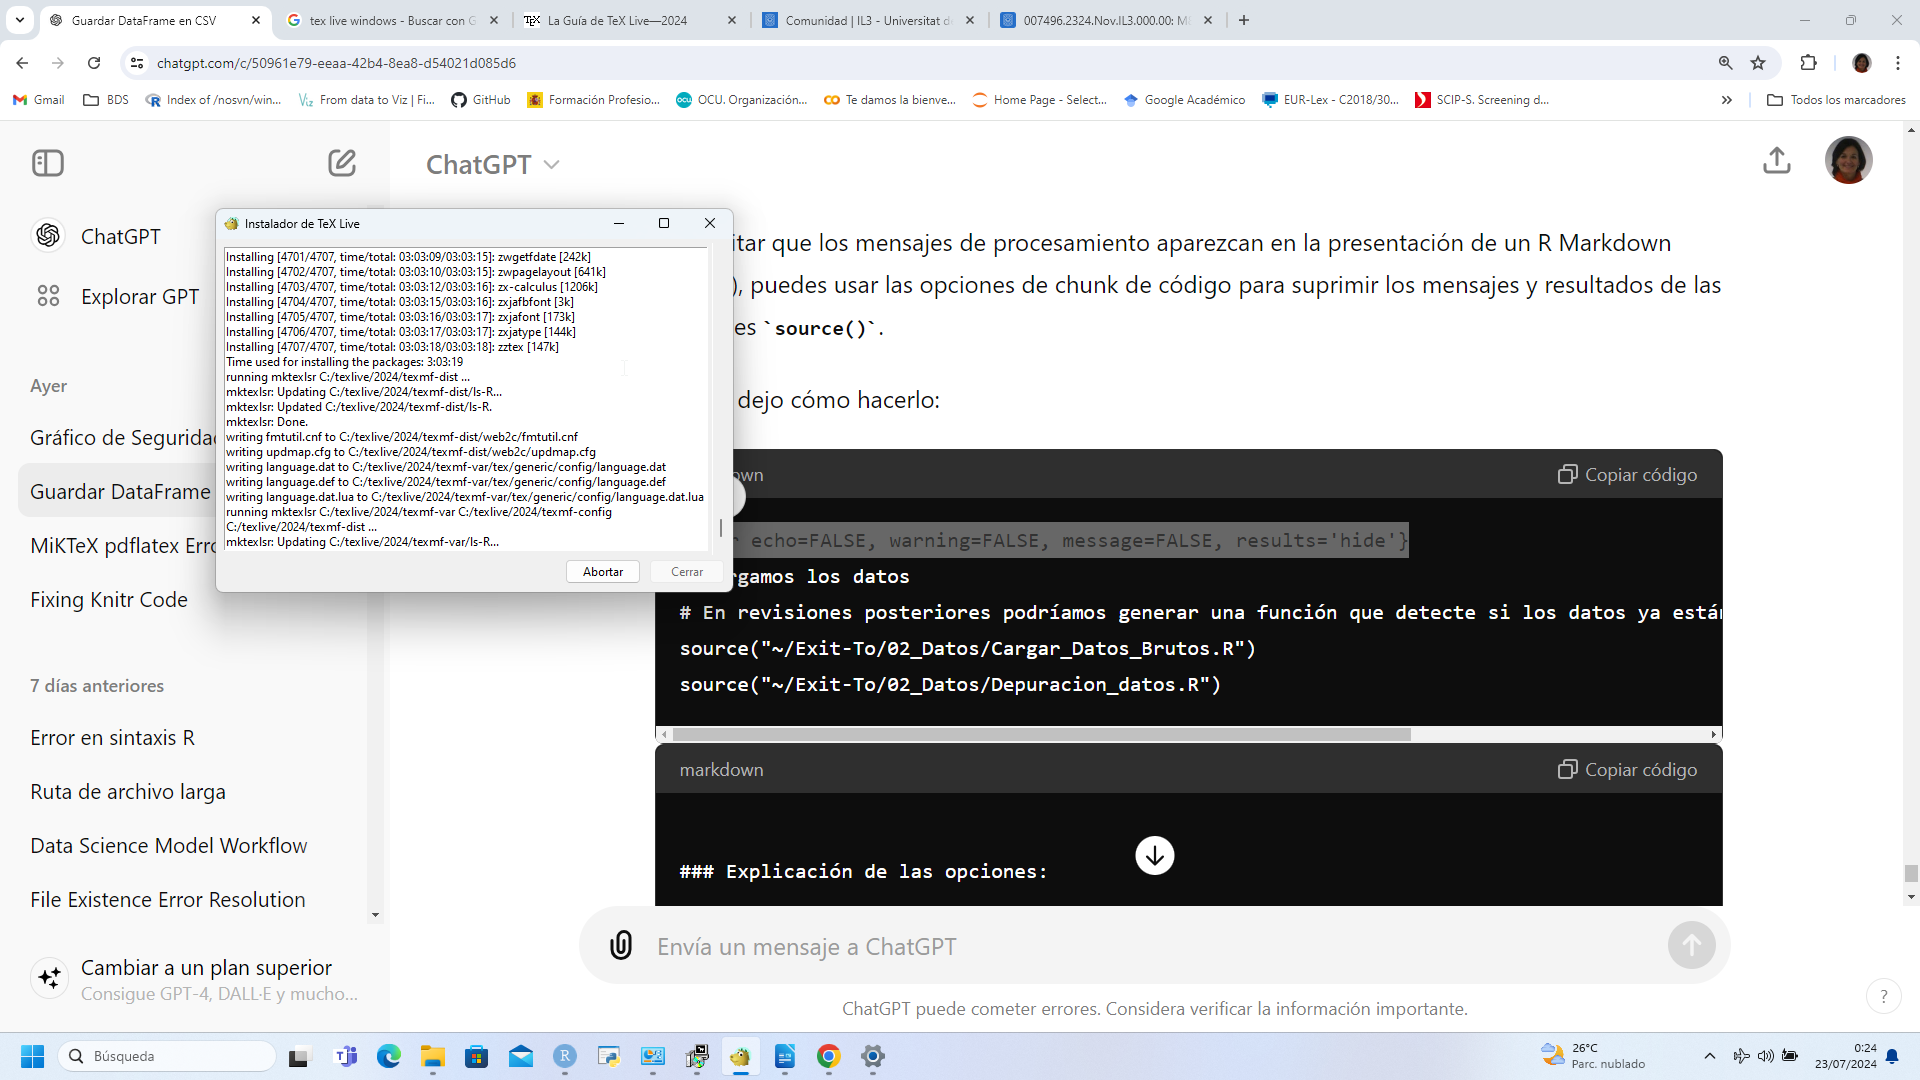 Guardar DataFrame en CSV
tex live windows - Buscar con G
La Guía de TeX Live—2024
Comunidad | IL3 - Universitat de
007496.2324.Nov.IL3.000.00: M
chatgpt.com/c/50961e79-eeaa-42b4-8ea8-d54021d085d6
Gmail
BDS
Index of /nosvn/win...
From data to Viz | Fi...
GitHub
Formación Profesio...
OCU. Organización...
Te damos la bienve...
Home Page - Select...
Google Académico
EUR-Lex - C2018/30...
SCIP-S. Screening d...
Todos los marcadores
ChatGPT
ChatGPT
Explorar GPT
Ayer
Gráfico de Seguridad
Guardar DataFrame
MiKTeX pdflatex Erro
Fixing Knitr Code
7 días anteriores
Error en sintaxis R
Ruta de archivo larga
Data Science Model Workflow
File Existence Error Resolution
Cambiar a un plan superior
Consigue GPT-4, DALL·E y mucho...
Instalador de TeX Live
Installing [4701/4707, time/total: 03:03:09/03:03:15]: zwgetfdate [242k]
Installing [4702/4707, time/total: 03:03:10/03:03:15]: zwpagelayout [641k]
Installing [4703/4707, time/total: 03:03:12/03:03:16]: zx-calculus [1206k]
Installing [4704/4707, time/total: 03:03:15/03:03:16]: zxjafbfont [3k]
Installing [4705/4707, time/total: 03:03:16/03:03:17]: zxjafont [173k]
Installing [4706/4707, time/total: 03:03:17/03:03:17]: zxjatype [144k]
Installing [4707/4707, time/total: 03:03:18/03:03:18]: zztex [147k]
Time used for installing the packages: 3:03:19
running mktexlsr C:/texlive/2024/texmf-dist ...
mktexlsr: Updating C:/texlive/2024/texmf-dist/ls-R...
mktexlsr: Updated C:/texlive/2024/texmf-dist/ls-R.
mktexlsr: Done.
writing fmtutil.cnf to C:/texlive/2024/texmf-dist/web2c/fmtutil.cnf
writing updmap.cfg to C:/texlive/2024/texmf-dist/web2c/updmap.cfg
writing language.dat to C:/texlive/2024/texmf-var/tex/generic/config/language.dat
writing language.def to C:/texlive/2024/texmf-var/tex/generic/config/language.def
writing language.dat.lua to C:/texlive/2024/texmf-var/tex/generic/config/language.dat.lua
running mktexlsr C:/texlive/2024/texmf-var C:/texlive/2024/texmf-config
C:/texlive/2024/texmf-dist ...
mktexlsr: Updating C:/texlive/2024/texmf-var/ls-R...
Abortar
Cerrar
itar que los mensajes de procesamiento aparezcan en la presentación de un R Markdown
), puedes usar las opciones de chunk de código para suprimir los mensajes y resultados de las
es `source()`.
dejo cómo hacerlo:
own
Copiar código
r echo=FALSE, warning=FALSE, message=FALSE, results='hide'}
rgamos los datos
# En revisiones posteriores podríamos generar una función que detecte si los datos ya están
source("~/Exit-To/02_Datos/Cargar_Datos_Brutos.R")
source("~/Exit-To/02_Datos/Depuracion_datos.R")
markdown
Copiar código
### Explicación de las opciones:
Envía un mensaje a ChatGPT
ChatGPT puede cometer errores. Considera verificar la información importante.
?
Búsqueda
26°C
Parc. nublado
0:24
23/07/2024